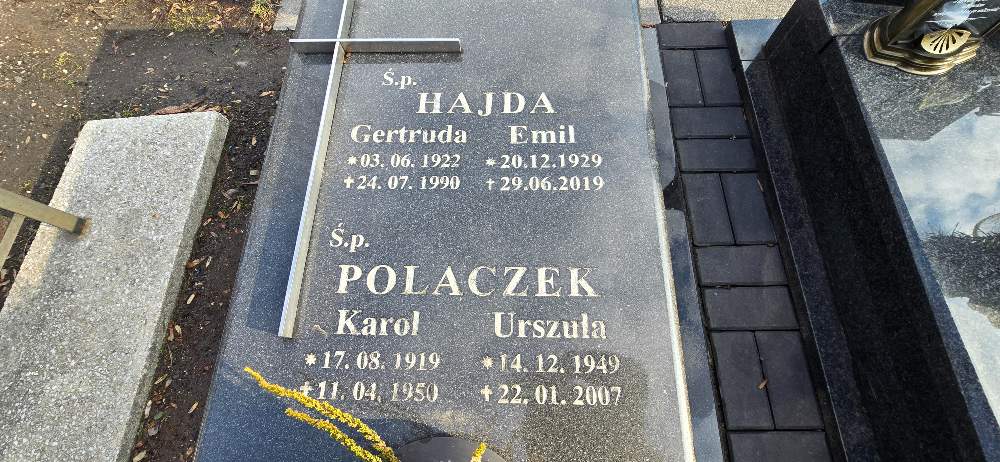 Ś.p.
HAJDA
Gertruda Emil
*03. 06. 1922 *20.12.1929
✝24. 07. 1990 ✝29.06.2019
Ś.p.
POLACZEK
Karol Urszula
*17. 08. 1919 *14. 12. 1949
✝11. 04. 1950 ✝22. 01. 2007